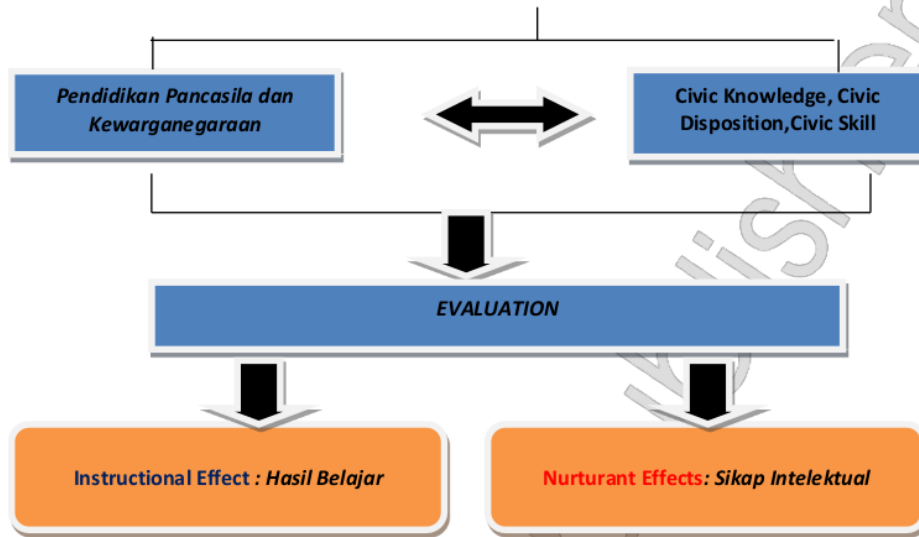 Pendidikan Pancasila dan
Kewarganegaraan
Civic Knowledge, Civic
Disposition,Civic Skill
EVALUATION
Instructional Effect : Hasil Belajar
Nurturant Effects: Sikap Intelektual